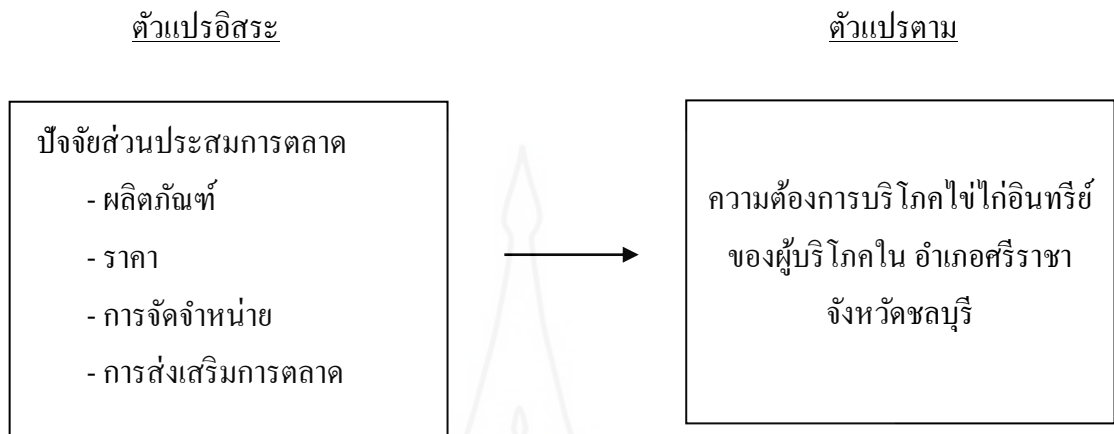 ตัวแปรอิสระ
ตัวแปรตาม
ปัจจัยส่วนประสมการตลาด
- ผลิตภัณฑ์
- ราคา
- การจัดจำหน่าย
- การส่งเสริมการตลาด
ความต้องการบริโภคไข่ไก่อินทรีย์
ของผู้บริโภคใน อำเภอศรีราชา
จังหวัดชลบุรี